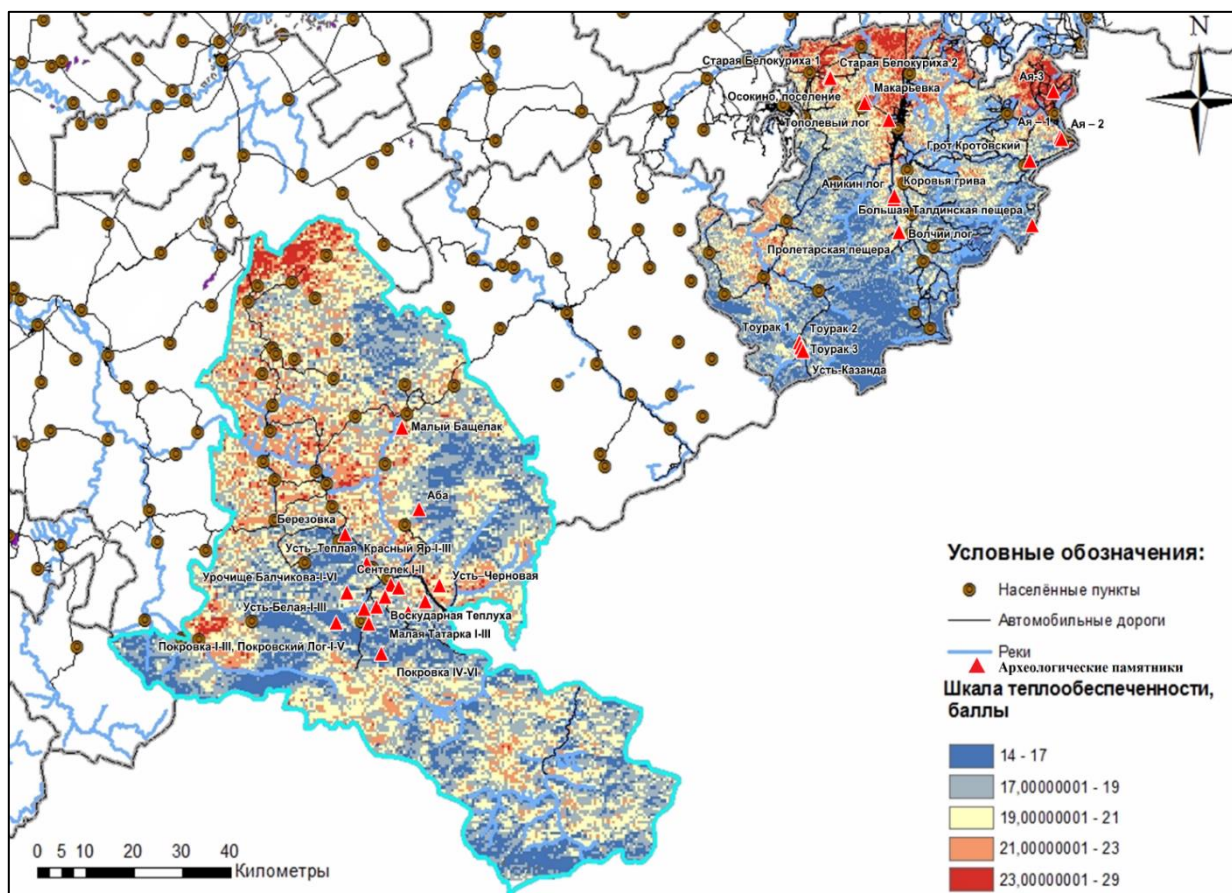 N
Старая Белокуриха 1
Старая Белокуриха 2
Ая-3
Осокино, поселение
Макарьевка
Тополевый лог
Ая – 1
Ая – 2
Грот Кротовский
Аникин лог
Коровья грива
Большая Талдинская пещера
Волчий лог
Пролетарская пещера
Тоурак 1
Тоурак 2
Тоурак 3
Усть-Казанда
Малый Бащелак
Аба
Березовка
Усть-Теплая
Красный Яр-I-III
Сентелек I-II
Усть-Черновая
Урочище Балчикова-I-VI
Усть-Белая-I-III
Воскударная Теплуха
Малая Татарка I-III
Покровка-I-III, Покровский Лог-I-V
Покровка IV-VI
Условные обозначения:
Населённые пункты
Автомобильные дороги
Реки
Археологические памятники
Шкала теплообеспеченности,
баллы
14 - 17
17,00000001 - 19
19,00000001 - 21
21,00000001 - 23
23,00000001 - 29
0 5 10 20 30 40
Километры